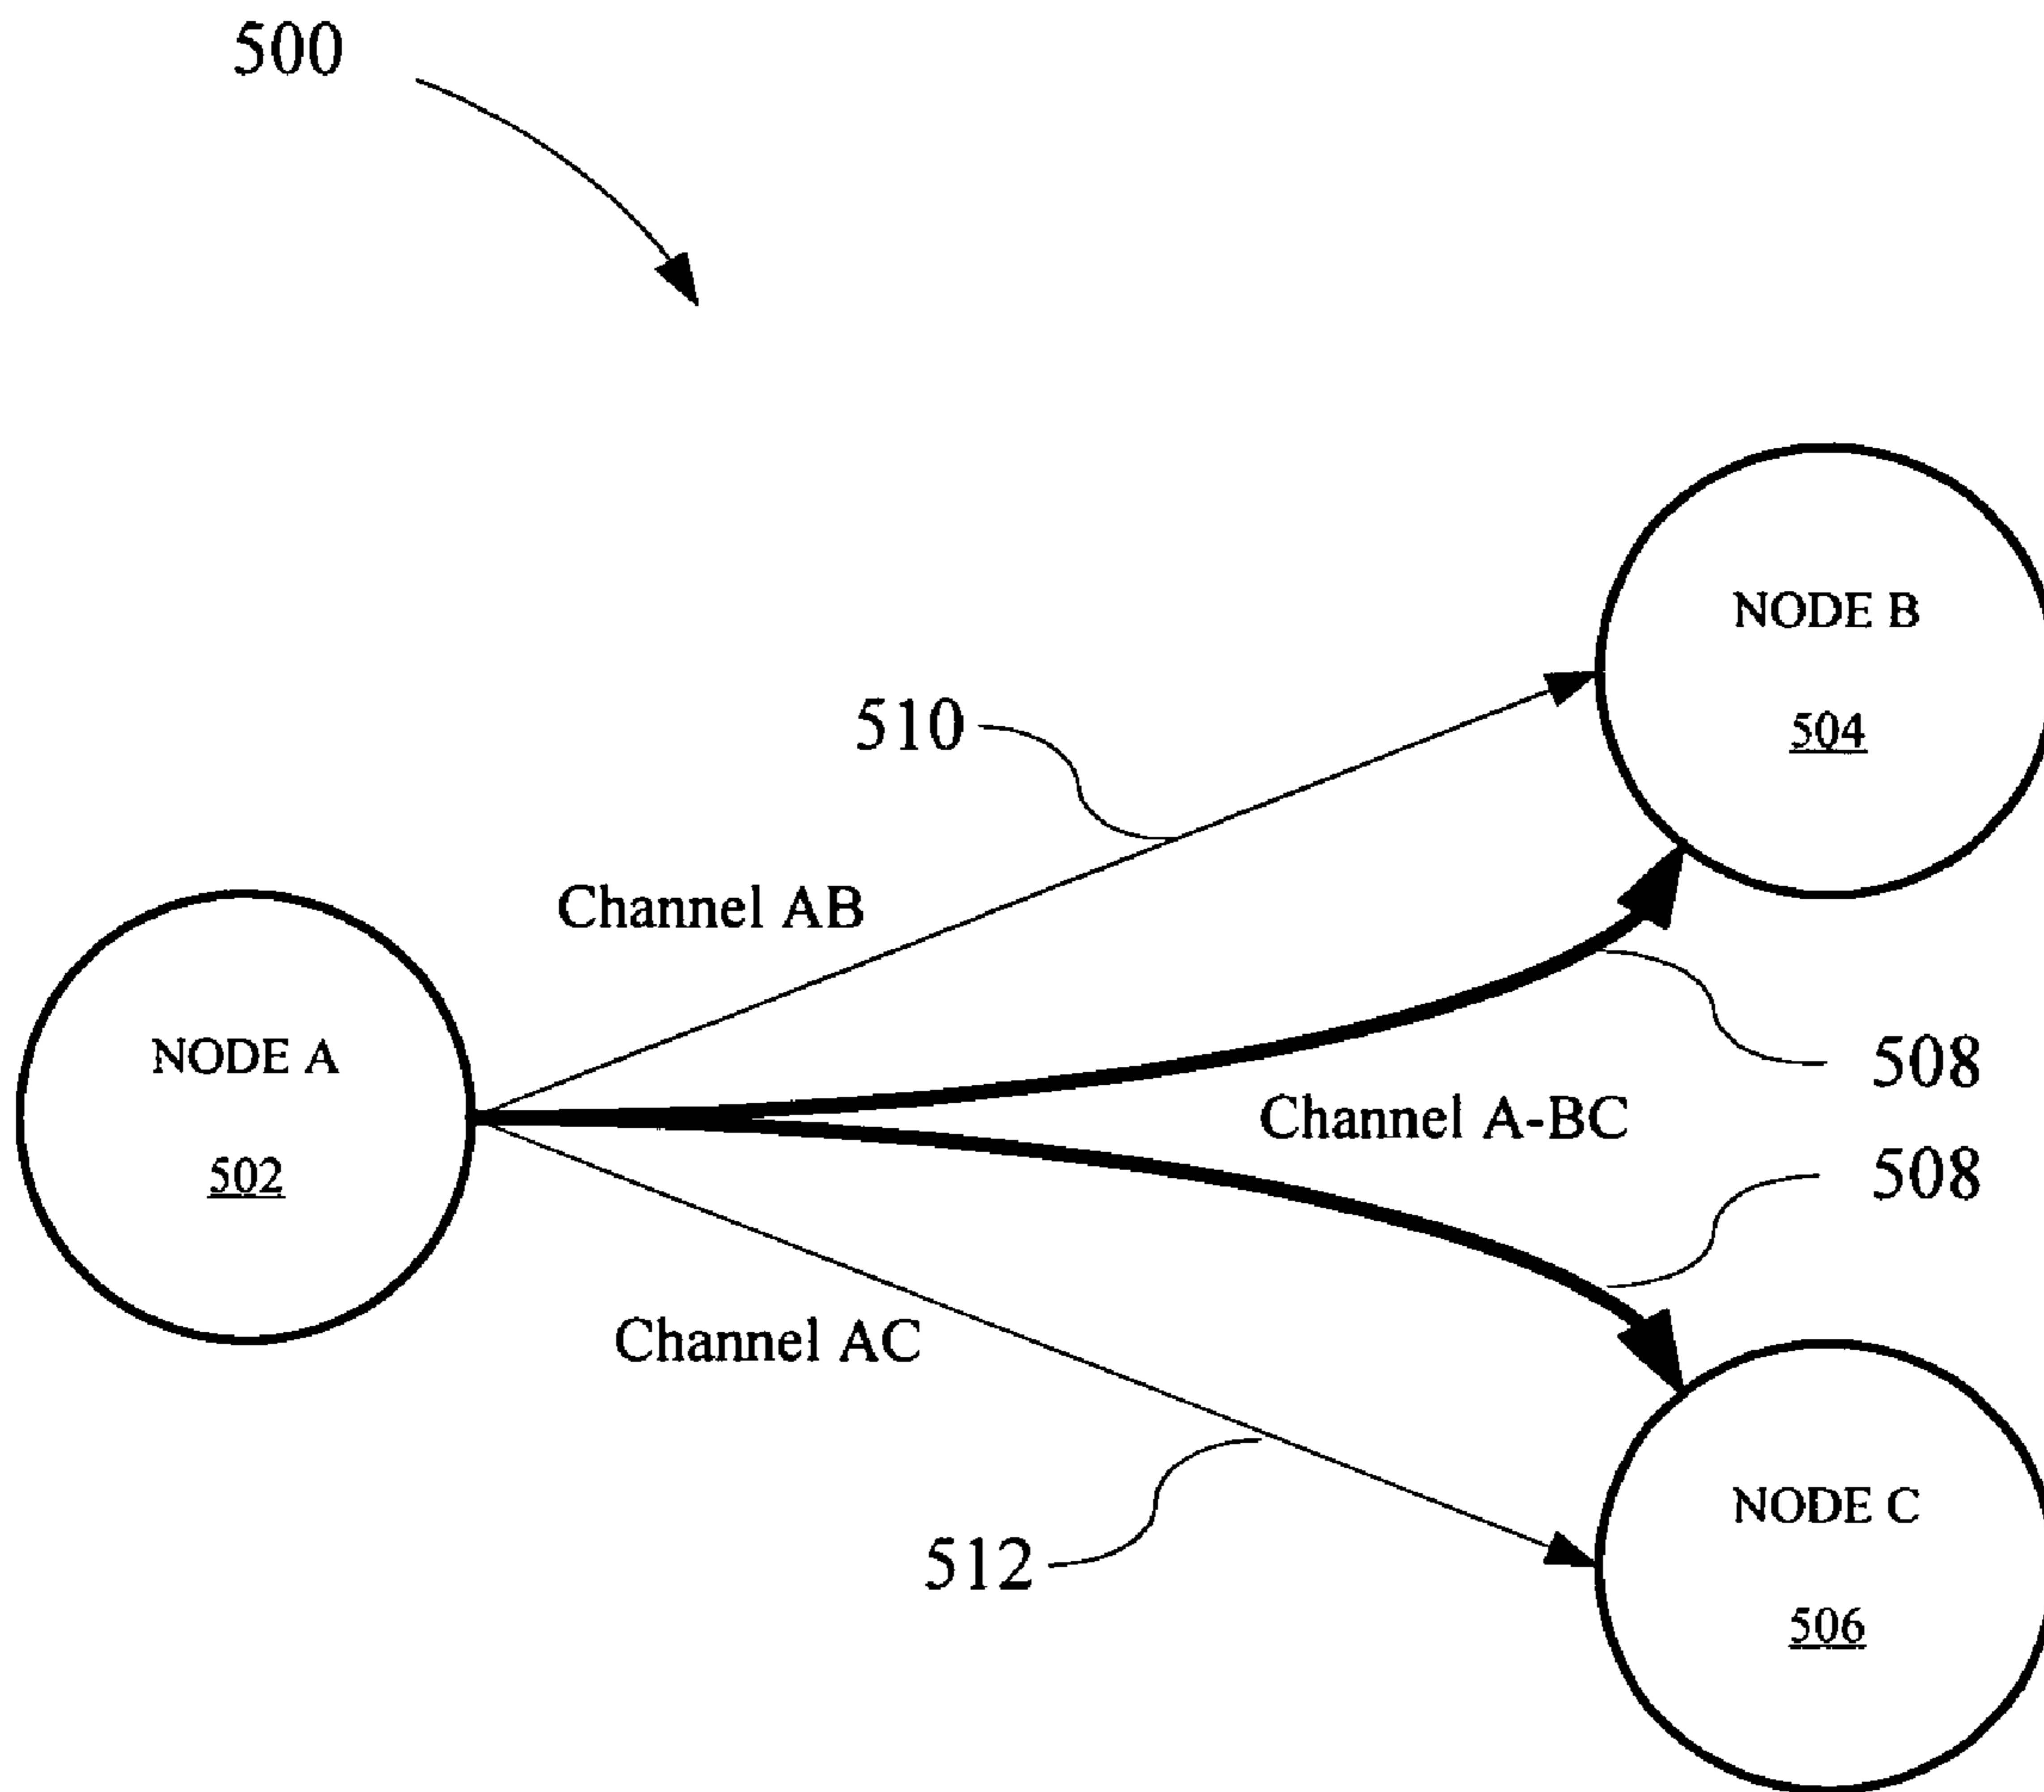 500
NODE B
510
504
Channel AB
NODE A
508
Channel A-BC
502
508
Channel AC
NODE C
512
506